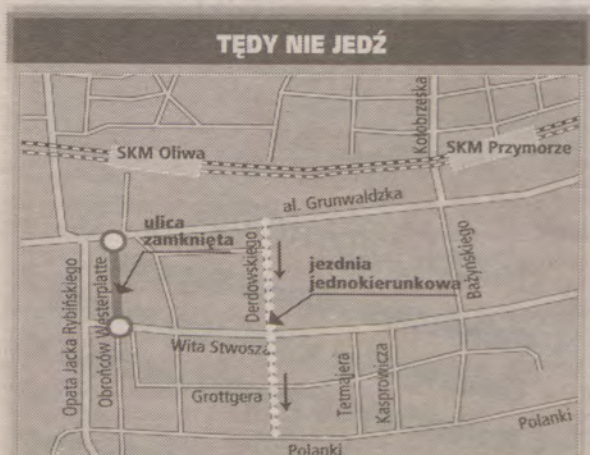 TĘDY NIE JEDŹ
Kołobrzeska
SKM Oliwa
SKM Przymorze
al. Grunwaldzka
ulica
zamknięta
Opata Jacka Rybińskiego
Obrońców Westerplatte
Derdowskiego
jezdnia
jednokierunkowa
Bażyńskiego
Wita Stwosza
Grottgera
Tetmajera
Kasprowicza
Polanki
Polanki